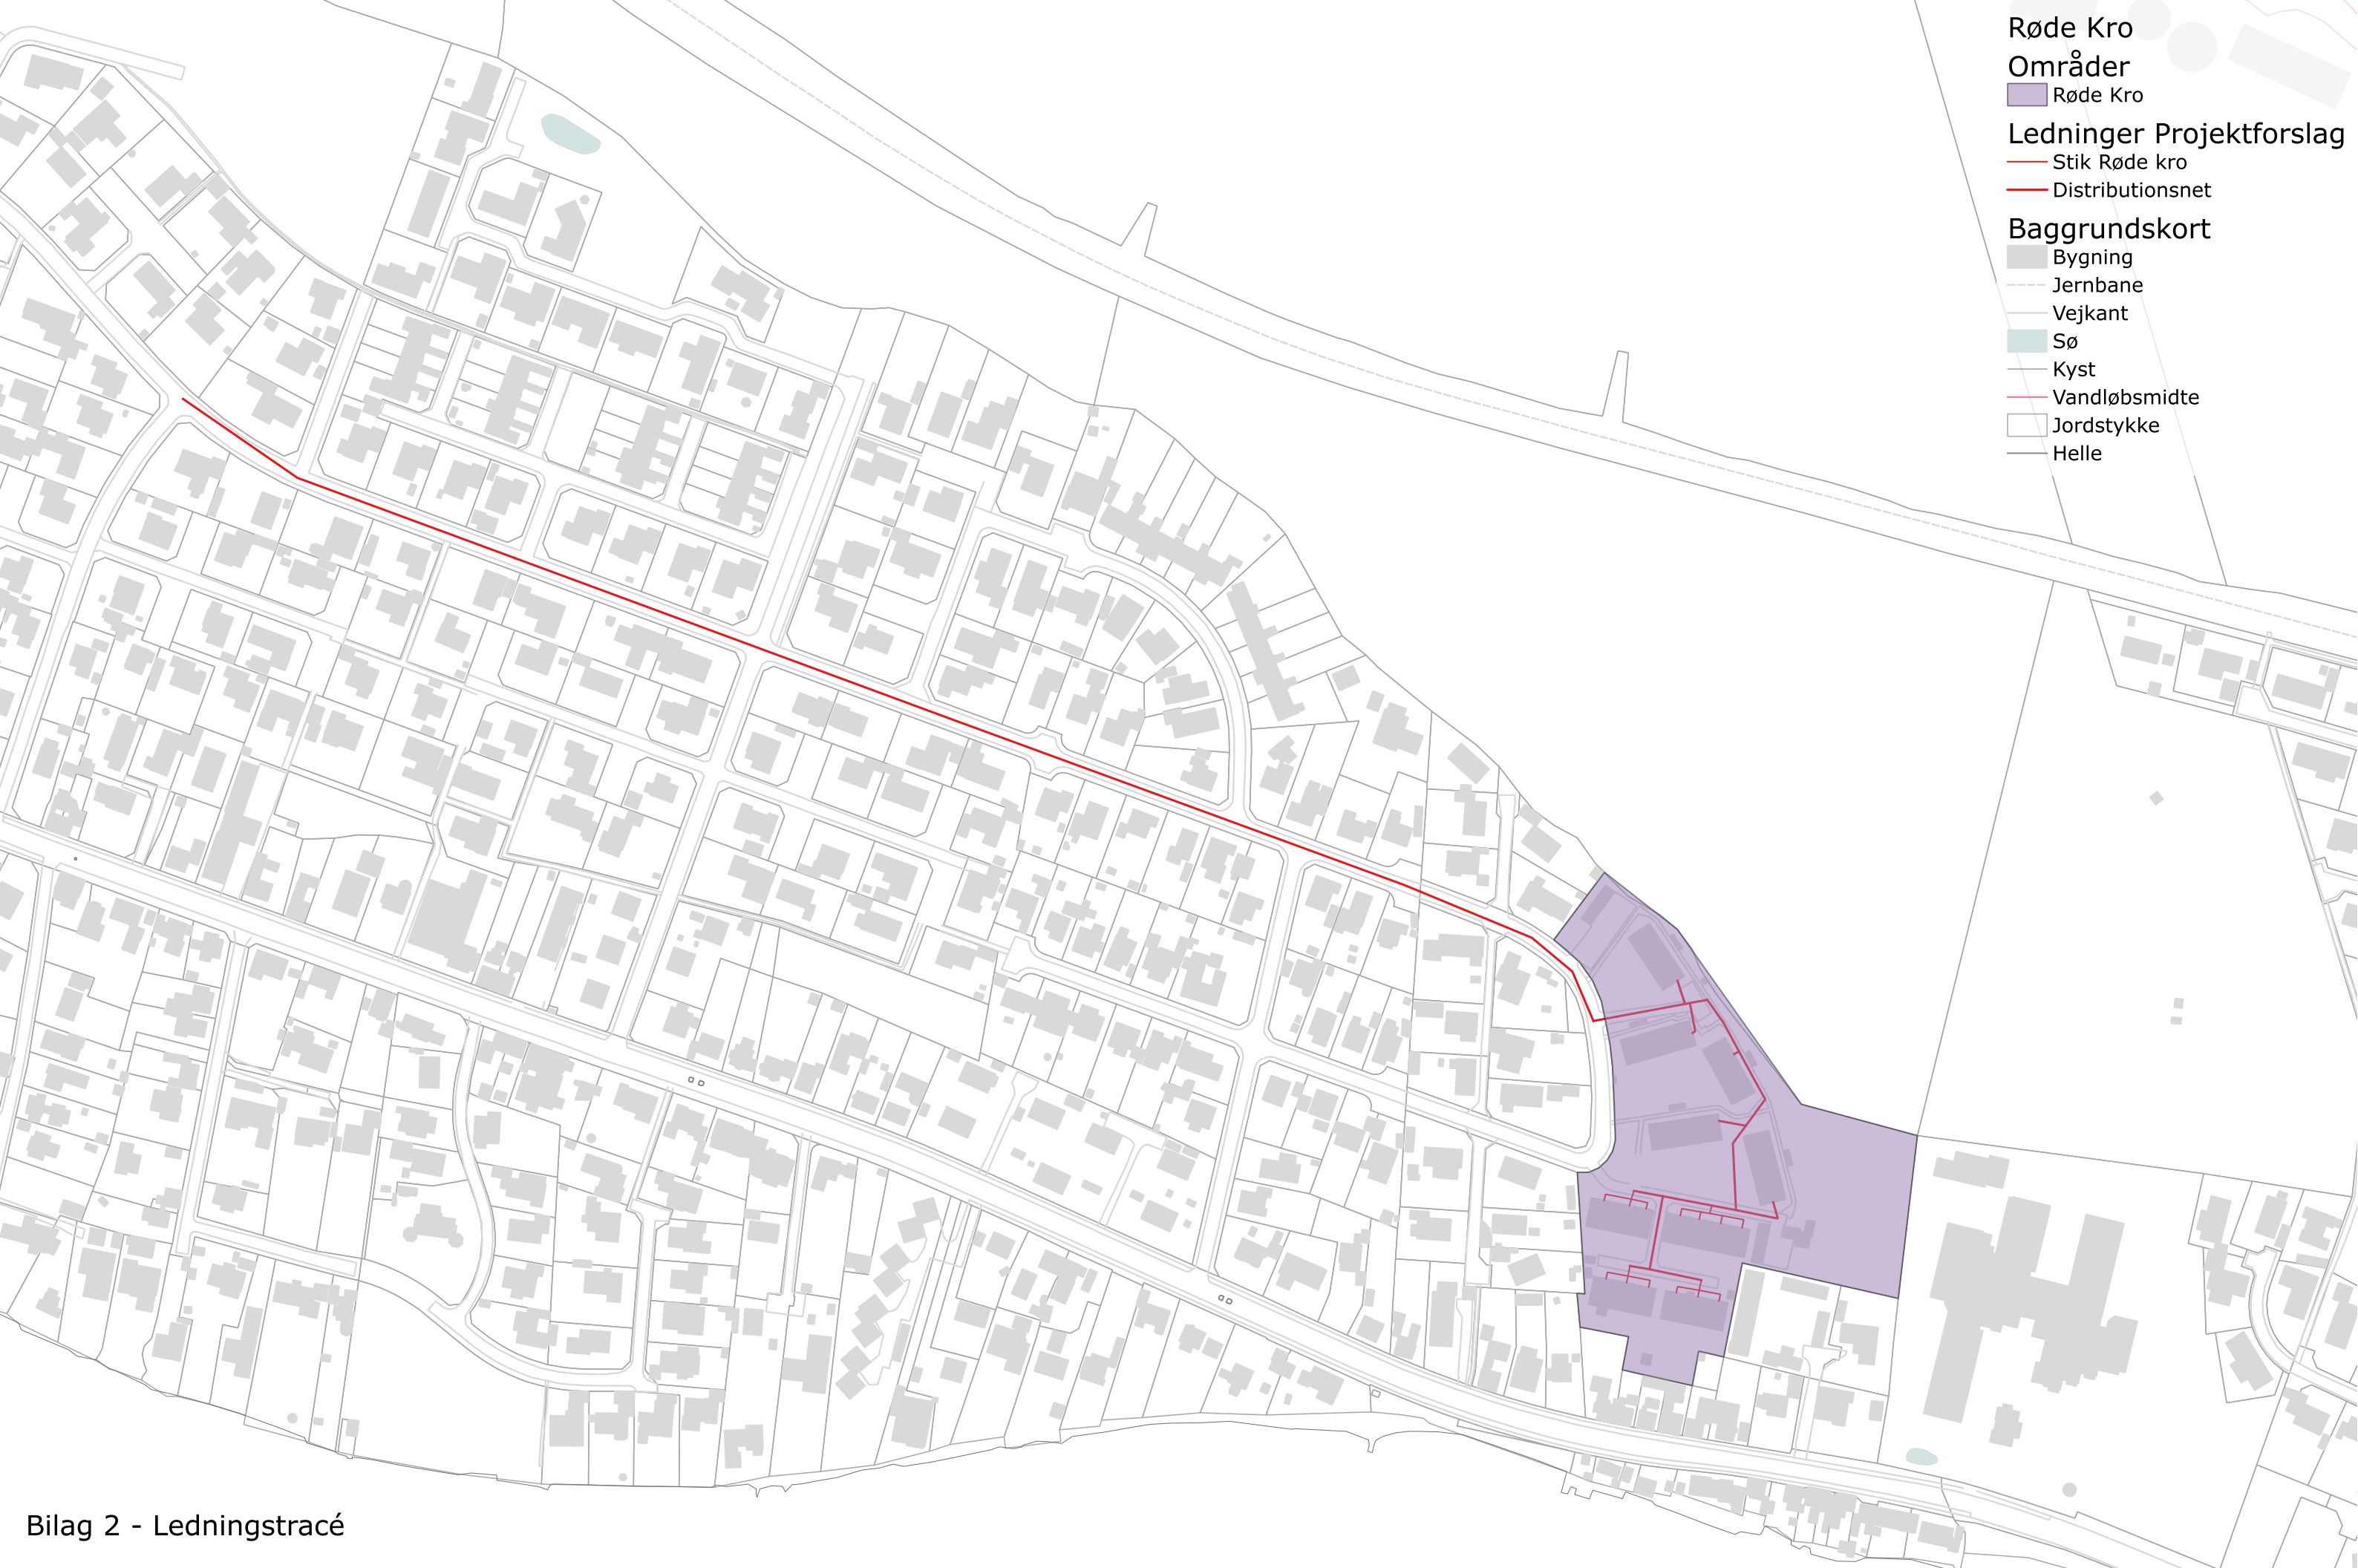 Røde Kro
Områder
Røde Kro
Ledninger Projektforslag
Stik Røde kro
Distributionsnet
Baggrundskort
Bygning
Jernbane
Vejkant
Sø
Kyst
Vandløbsmidte
Jordstykke
Helle
Bilag 2 - Ledningstracé